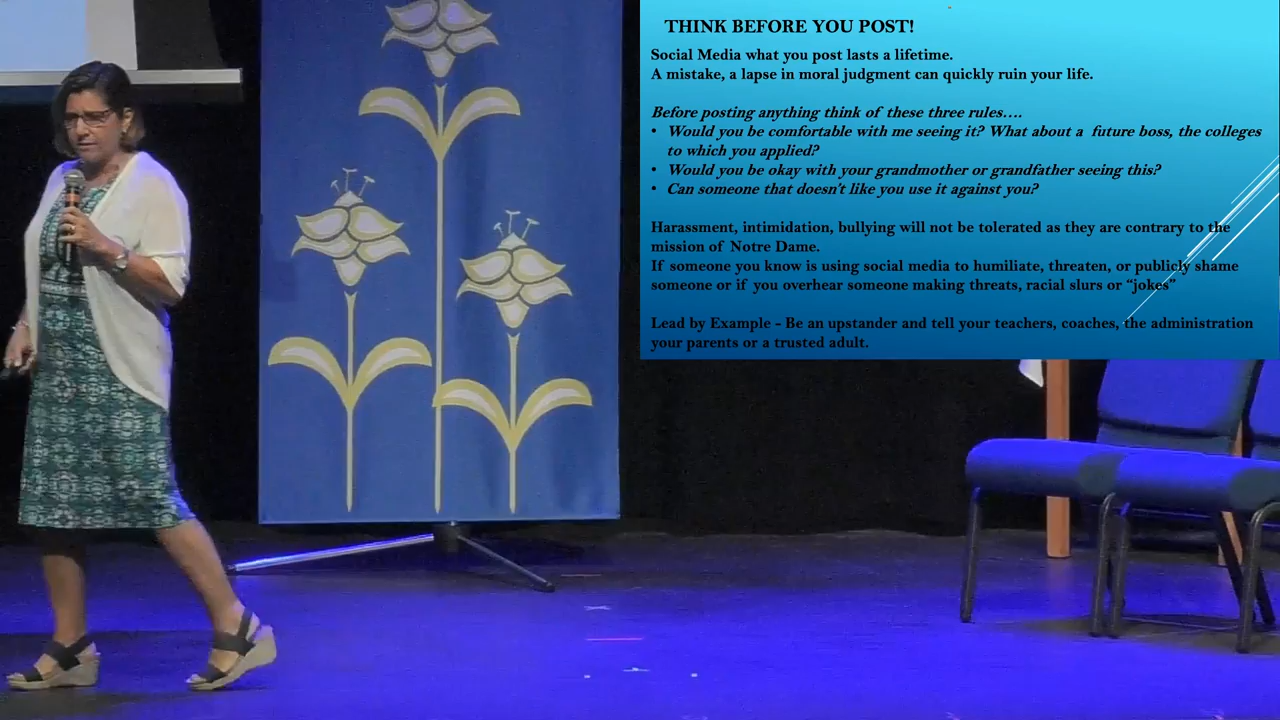 THINK BEFORE YOU POST!
Social Media what you post lasts a lifetime.
A mistake, a lapse in moral judgment can quickly ruin your life.
Before posting anything think of these three rules….
• Would you be comfortable with me seeing it? What about a future boss, the colleges
to which you applied?
• Would you be okay with your grandmother or grandfather seeing this?
• Can someone that doesn't like you use it against you?
Harassment, intimidation, bullying will not be tolerated as they are contrary to the
mission of Notre Dame.
If someone you know is using social media to humiliate, threaten, or publicly shame
someone or if you overhear someone making threats, racial slurs or “jokes”
Lead by Example - Be an upstander and tell your teachers, coaches, the administration
your parents or a trusted adult.